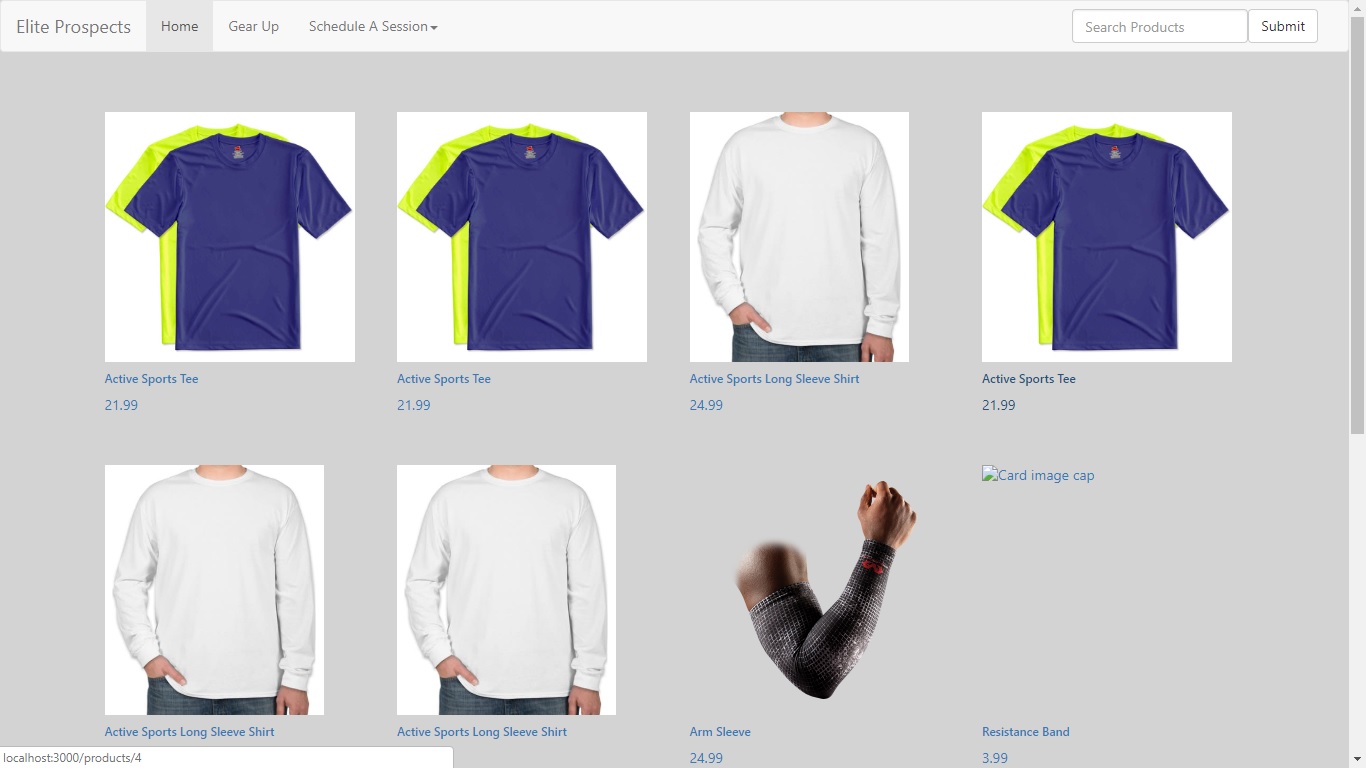 Elite Prospects Home Gear Up Schedule A Session Search Products Submit
Active Sports Tee Active Sports Tee Active Sports Long Sleeve Shirt Active Sports Tee
21.99 21.99 24.99 21.99
Card image cap
Active Sports Long Sleeve Shirt Active Sports Long Sleeve Shirt Arm Sleeve Resistance Band
24.99 3.99
localhost:3000/products/4